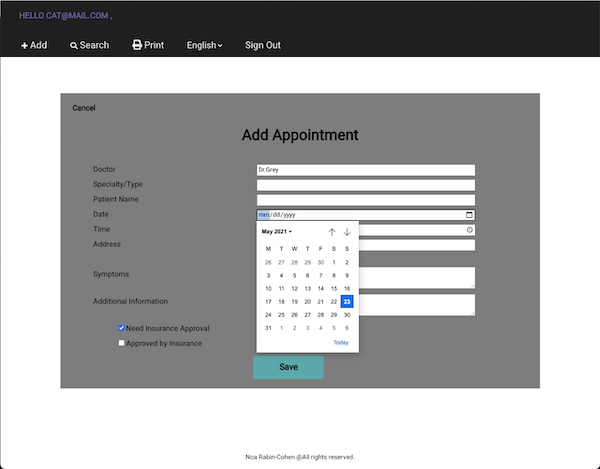 HELLO CAT@MAIL.COM ,
Add Search Print English Sign Out
Cancel
Add Appointment
Doctor Dr.Grey
Specialty/Type
Patient Name
Date mm/dd/yyyy
Time
Address
Symptoms
Additional Information
Need Insurance Approval
Approved by Insurance
May 2021
M T W T F S S
26 27 28 29 30 1 2
3 4 5 6 7 8 9
10 11 12 13 14 15 16
17 18 19 20 21 22 23
24 25 26 27 28 29 30
31 1 2 3 4 5 6
Today
Save
Noa Rabin-Cohen @All rights reserved.